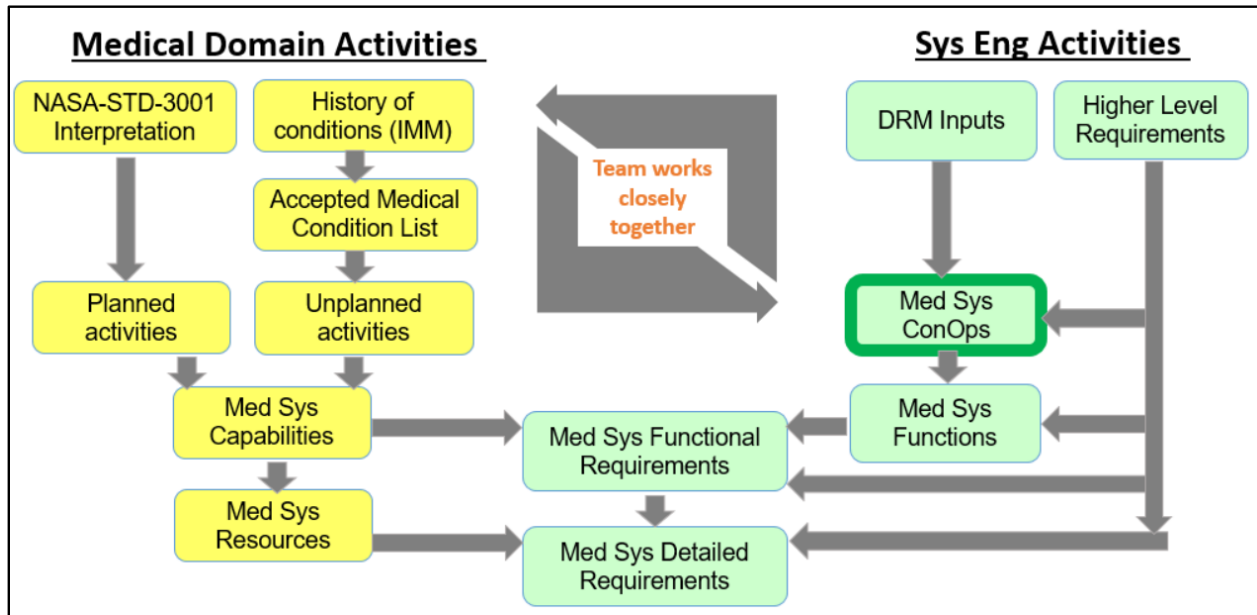 Medical Domain Activities
Sys Eng Activities
NASA-STD-3001
Interpretation
History of
conditions (IMM)
Accepted Medical
Condition List
Planned
activities
Unplanned
activities
Med Sys
Capabilities
Med Sys
Resources
Team works
closely
together
DRM Inputs
Higher Level
Requirements
Med Sys
ConOps
Med Sys
Functions
Med Sys Functional
Requirements
Med Sys Detailed
Requirements